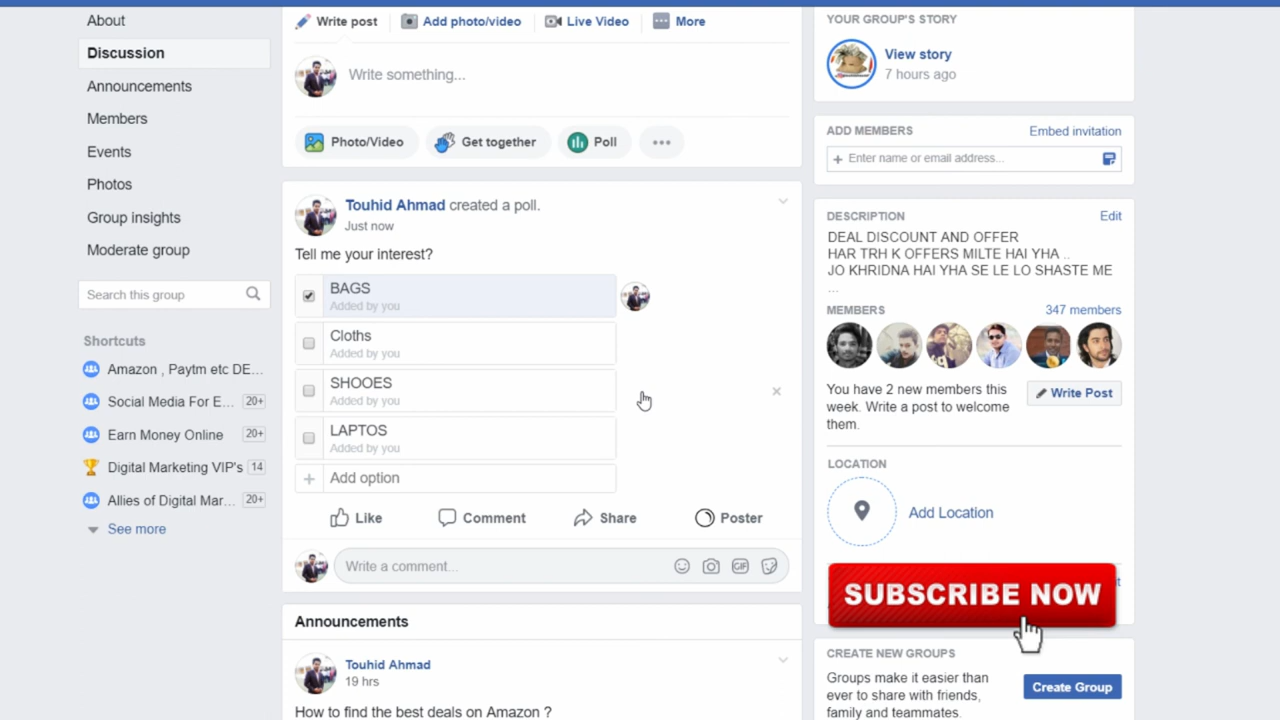 About
Discussion
Announcements
Members
Events
Photos
Group insights
Moderate group
Search this group
Shortcuts
Amazon , Paytm etc DE...
Social Media For E... 20+
Earn Money Online 20+
Digital Marketing VIP's 14
Allies of Digital Mar... 20+
See more
Write post Add photo/video Live Video More
Write something...
Photo/Video Get together Poll
Touhid Ahmad created a poll.
Just now
Tell me your interest?
BAGS
Added by you
Cloths
Added by you
SHOOES
Added by you
LAPTOS
Added by you
+ Add option
Like Comment Share Poster
Write a comment...
GIF
Announcements
Touhid Ahmad
19 hrs
How to find the best deals on Amazon ?
YOUR GROUP'S STORY
View story
7 hours ago
ADD MEMBERS Embed invitation
+ Enter name or email address...
DESCRIPTION Edit
DEAL DISCOUNT AND OFFER
HAR TRH K OFFERS MILTE HAI YHA ..
JO KHRIDNA HAI YHA SE LE LO SHASTE ME
...
MEMBERS 347 members
You have 2 new members this
week. Write a post to welcome
them.
Write Post
LOCATION
Add Location
SUBSCRIBE NOW
CREATE NEW GROUPS
Groups make it easier than
ever to share with friends,
family and teammates.
Create Group